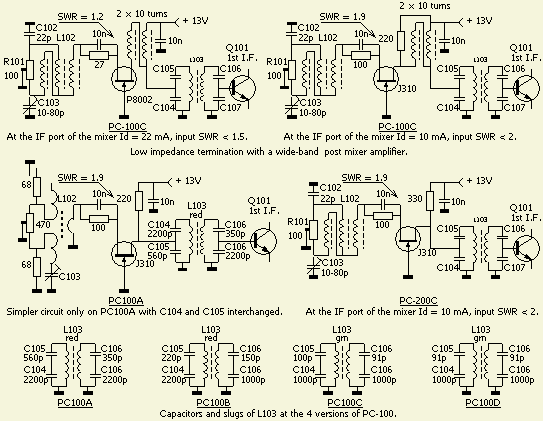 SWR = 1.2
2 x 10 turns
+ 13V
C102
22p
L102
10n
10n
27
R101
100
C103
10-80p
P8002
C105
C104
L103
C106
C107
Q101
1st I.F.
PC-100C
At the IF port of the mixer Id = 22 mA, input SWR < 1.5.
SWR = 1.9
2 x 10 turns
+ 13V
C102
22p
L102
10n
220
10n
100
R101
100
C103
10-80p
J310
C105
C104
L103
C106
C107
Q101
1st I.F.
PC-100C
At the IF port of the mixer Id = 10 mA, input SWR < 2.
Low impedance termination with a wide-band post mixer amplifier.
SWR = 1.9
+ 13V
68
L102
10n
220
10n
470
100
68
C103
J310
L103
red
C104
2200p
C105
560p
C106
350p
C106
2200p
Q101
1st I.F.
PC100A
Simpler circuit only on PC100A with C104 and C105 interchanged.
SWR = 1.9
+ 13V
C102
22p
L102
10n
330
10n
100
R101
100
C103
10-80p
J310
C105
C104
L103
C106
C107
Q101
1st I.F.
PC-200C
At the IF port of the mixer Id = 10 mA, input SWR < 2.
L103
red
C105
560p
C104
2200p
C106
350p
C106
2200p
PC100A
L103
red
C105
220p
C104
2200p
C106
150p
C106
1000p
PC100B
L103
grn
C105
100p
C104
1000p
C106
91p
C106
1000p
PC100C
L103
grn
C105
91p
C104
1000p
C106
91p
C106
1000p
PC100D
Capacitors and slugs of L103 at the 4 versions of PC-100.